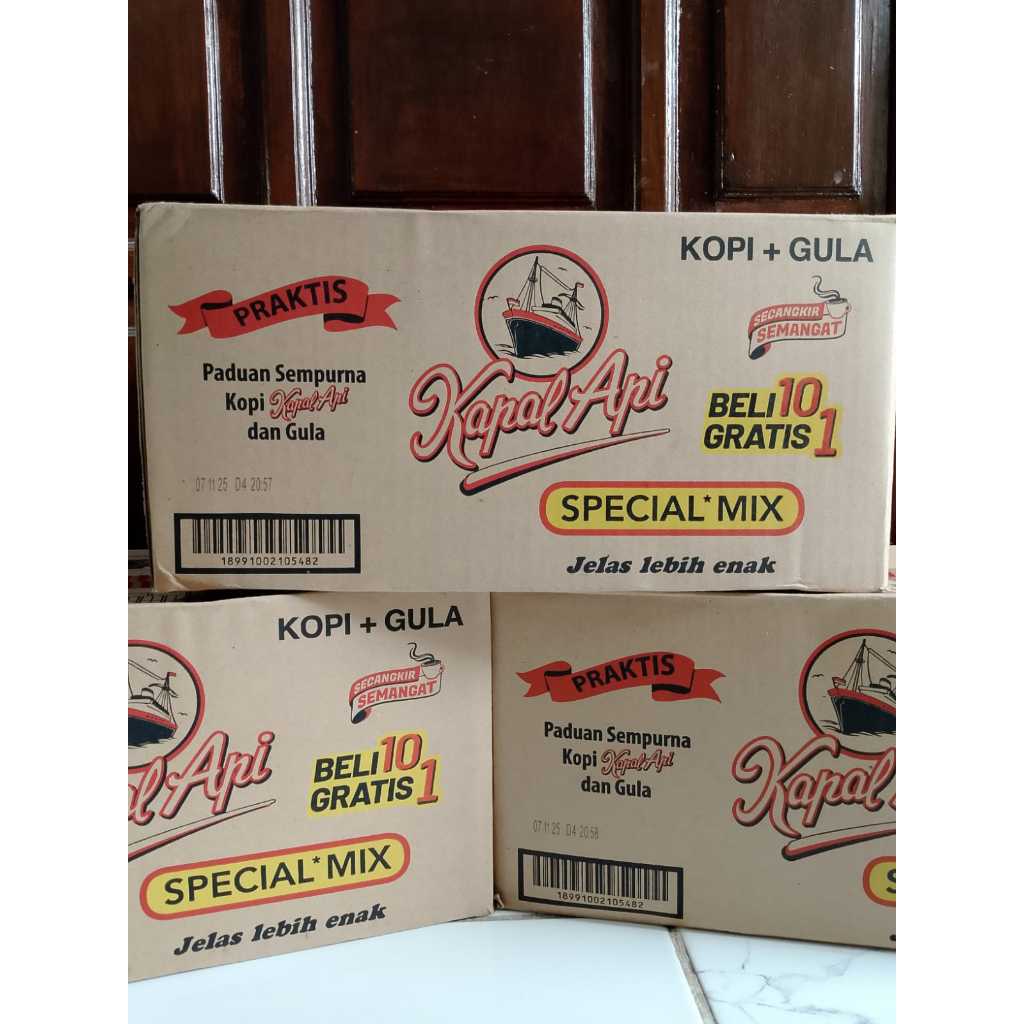 KOPI + GULA
PRAKTIS
SECANGKIR
SEMANGAT
Paduan Sempurna
Kopi Kapal Api
dan Gula
Kapal Api
BELI 10
GRATIS 1
07 11 25 D4 20:57
SPECIAL* MIX
18991002105482
Jelas lebih enak
KOPI + GULA
SECANGKIR
SEMANGAT
Api
BELI 10
GRATIS 1
SPECIAL* MIX
Jelas lebih enak
PRAKTIS
Paduan Sempurna
Kopi Kapal Api
dan Gula
Kapal
07 11 25 D4 20:58
18991002105482